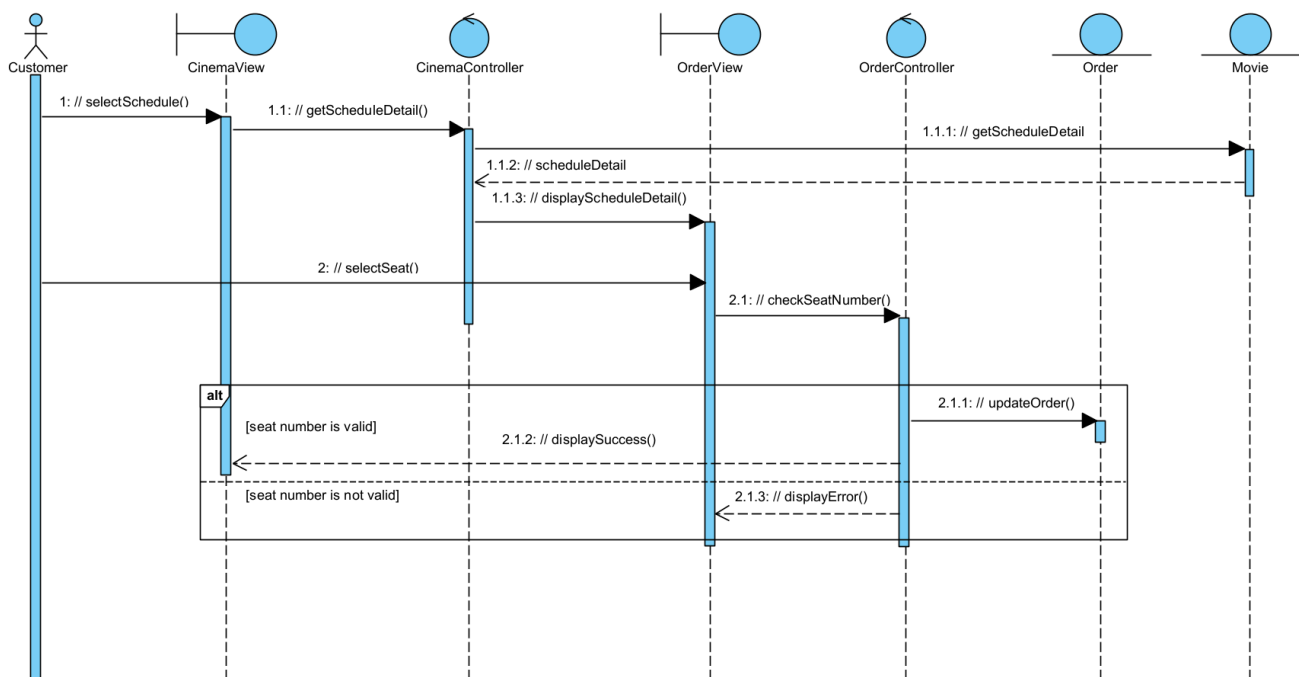 Customer
CinemaView
CinemaController
OrderView
OrderController
Order
Movie
1: // selectSchedule()
1.1: // getScheduleDetail()
1.1.1: // getScheduleDetail
1.1.2: // scheduleDetail
1.1.3: // displayScheduleDetail()
2: // selectSeat()
2.1: // checkSeatNumber()
alt
2.1.1: // updateOrder()
[seat number is valid]
2.1.2: // displaySuccess()
[seat number is not valid]
2.1.3: // displayError()